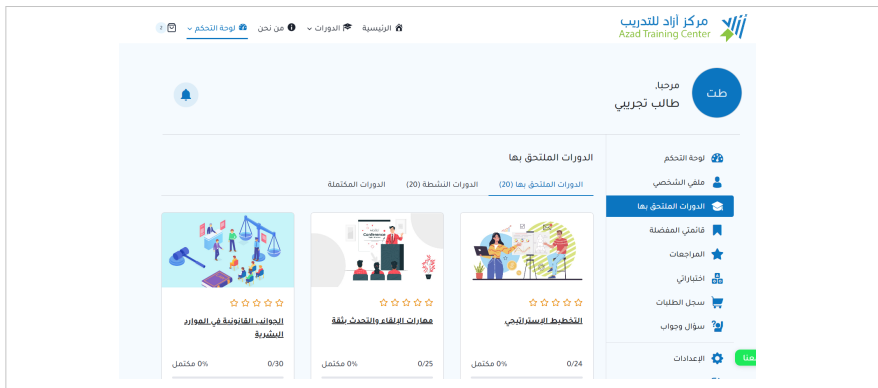 مركز أزاد للتدريب
Azad Training Center
الرئيسية
الدورات
من نحن
لوحة التحكم
2
طت
مرحبا,
طالب تجريبي
لوحة التحكم
ملفي الشخصي
الدورات الملتحق بها
قائمتي المفضلة
المراجعات
اختباراتي
سجل الطلبات
سؤال وجواب
الإعدادات
الدورات الملتحق بها
الدورات الملتحق بها (20)
الدورات النشطة (20)
الدورات المكتملة
التخطيط الإستراتيجي
0/24
0% مكتمل
Conference
مهارات الإلقاء والتحدث بثقة
0/25
0% مكتمل
الجوانب القانونية في الموارد
البشرية
0/30
0% مكتمل